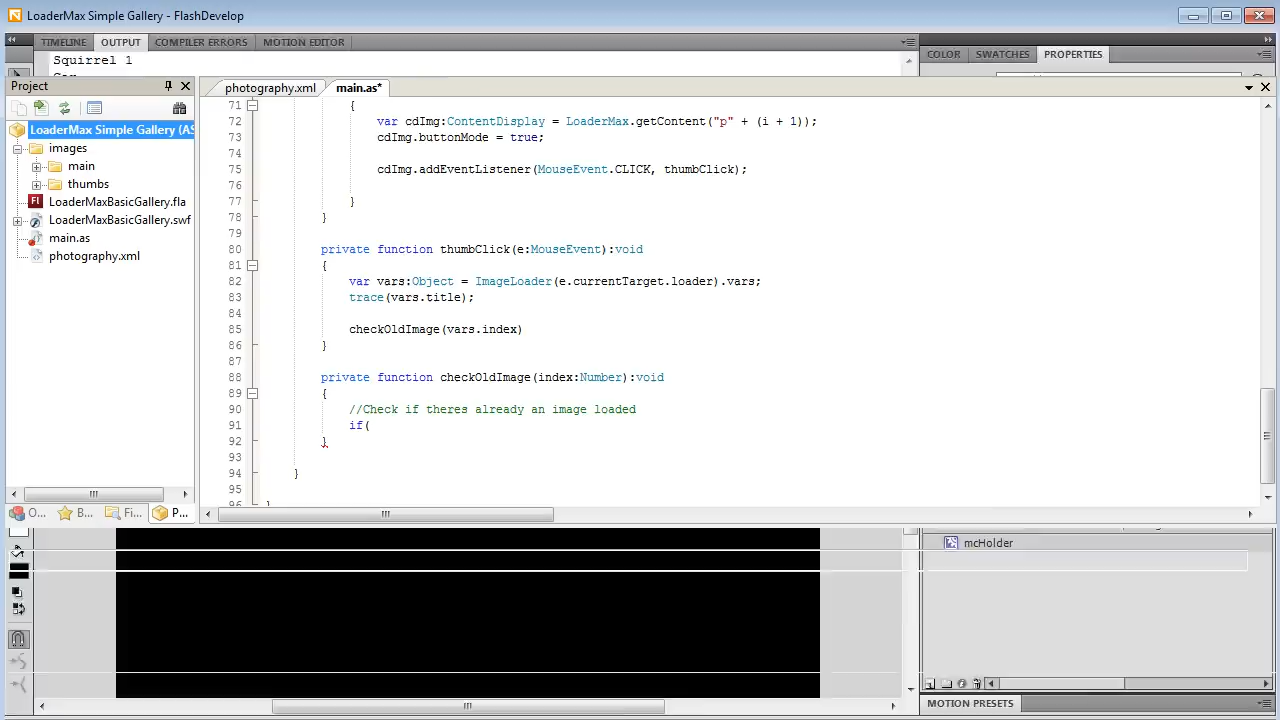 LoaderMax Simple Gallery - FlashDevelop
TIMELINE OUTPUT COMPILER ERRORS MOTION EDITOR
COLOR SWATCHES PROPERTIES
Squirrel 1
Project
photography.xml main.as*
LoaderMax Simple Gallery (AS
images
main
thumbs
LoaderMaxBasicGallery.fla
LoaderMaxBasicGallery.swf
main.as
photography.xml
O... B... Fi... P...
71 {
72 var cdImg:ContentDisplay = LoaderMax.getContent("p" + (i + 1));
73 cdImg.buttonMode = true;
74
75 cdImg.addEventListener(MouseEvent.CLICK, thumbClick);
76
77 }
78 }
79
80 private function thumbClick(e:MouseEvent):void
81 {
82 var vars:Object = ImageLoader(e.currentTarget.loader).vars;
83 trace(vars.title);
84
85 checkOldImage(vars.index)
86 }
87
88 private function checkOldImage(index:Number):void
89 {
90 //Check if theres already an image loaded
91 if(
92 }
93
94 }
95
96 }
mcHolder
MOTION PRESETS